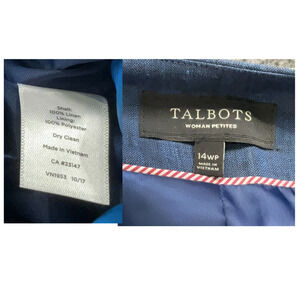 Shell:
100% Linen
Lining:
100% Polyester
Dry Clean
Made in Vietnam
CA #23147
VN1953 10/17
TALBOTS
WOMAN PETITES
14WP
MADE IN
VIETNAM